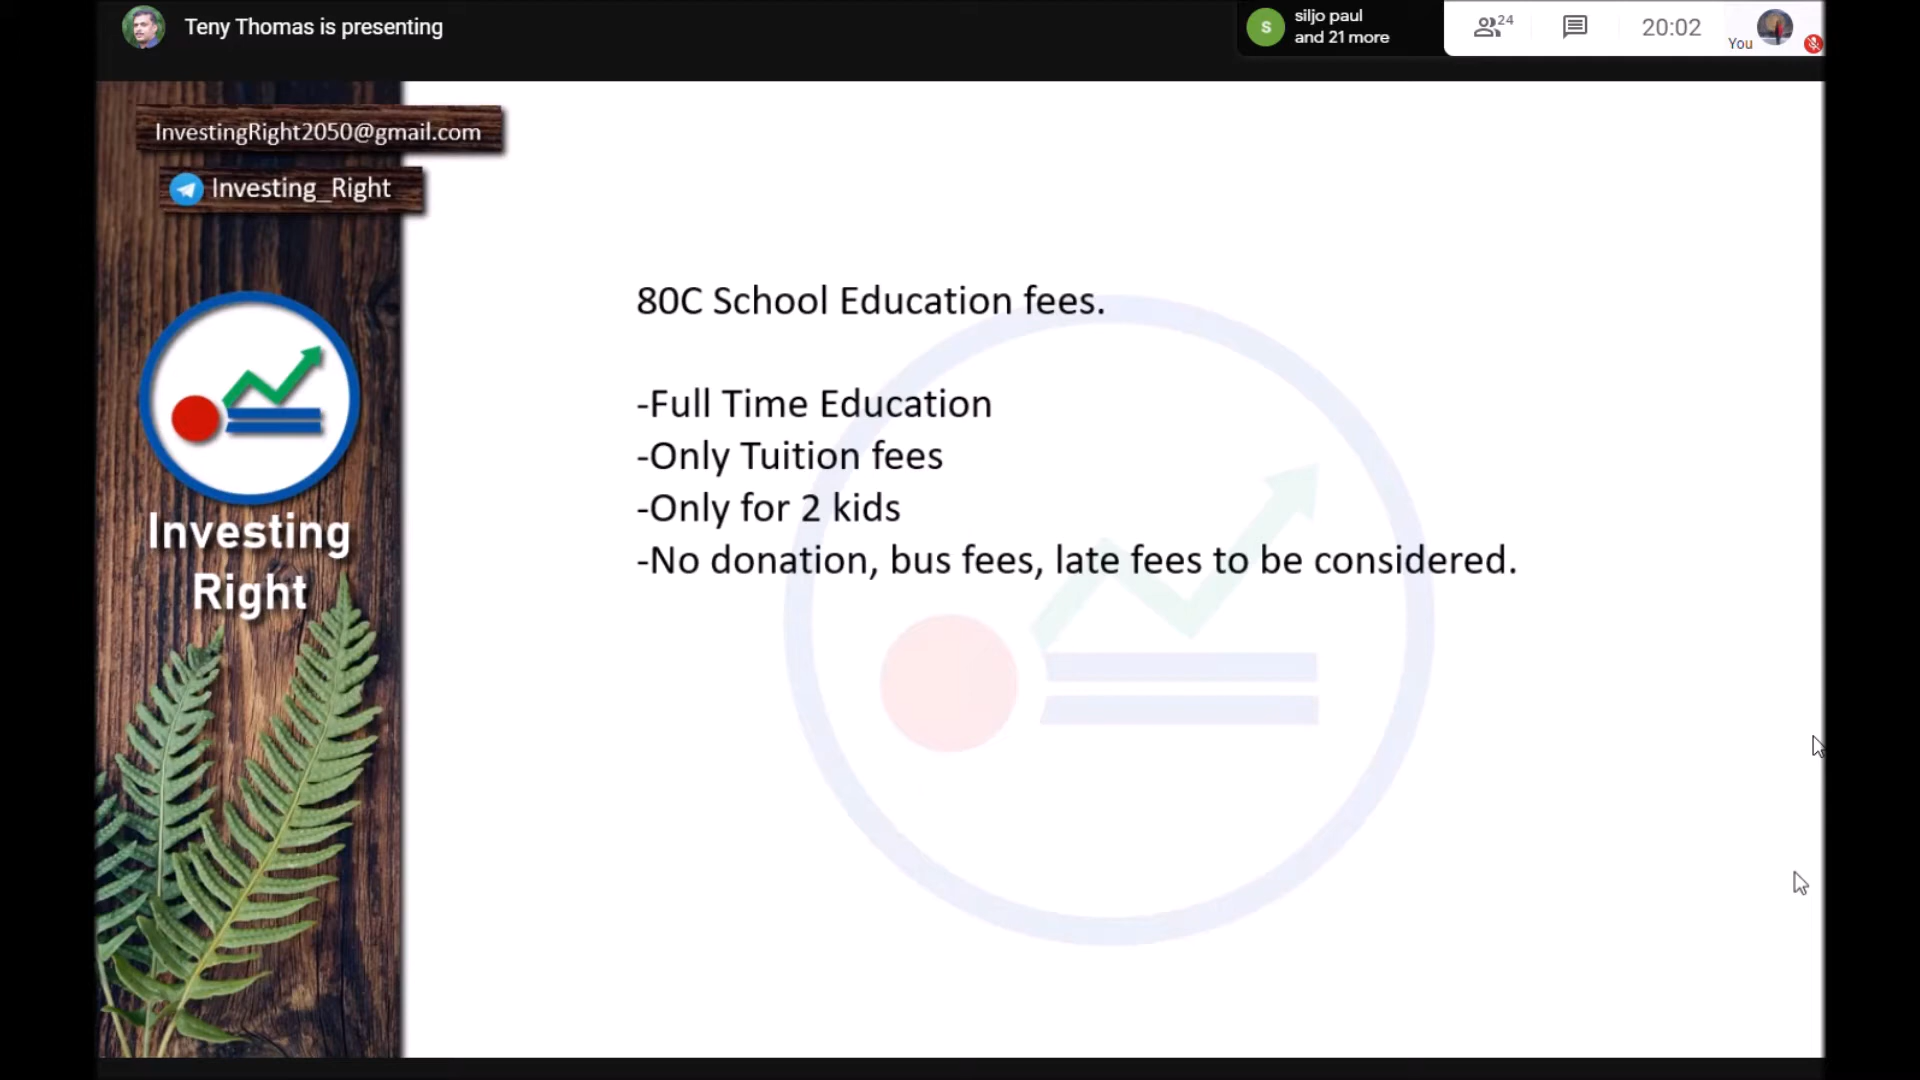 Teny Thomas is presenting
S
siljo paul
and 21 more
24
20:02
You
InvestingRight2050@gmail.com
Investing_Right
80C School Education fees.
-Full Time Education
-Only Tuition fees
-Only for 2 kids
-No donation, bus fees, late fees to be considered.
Investing
Right